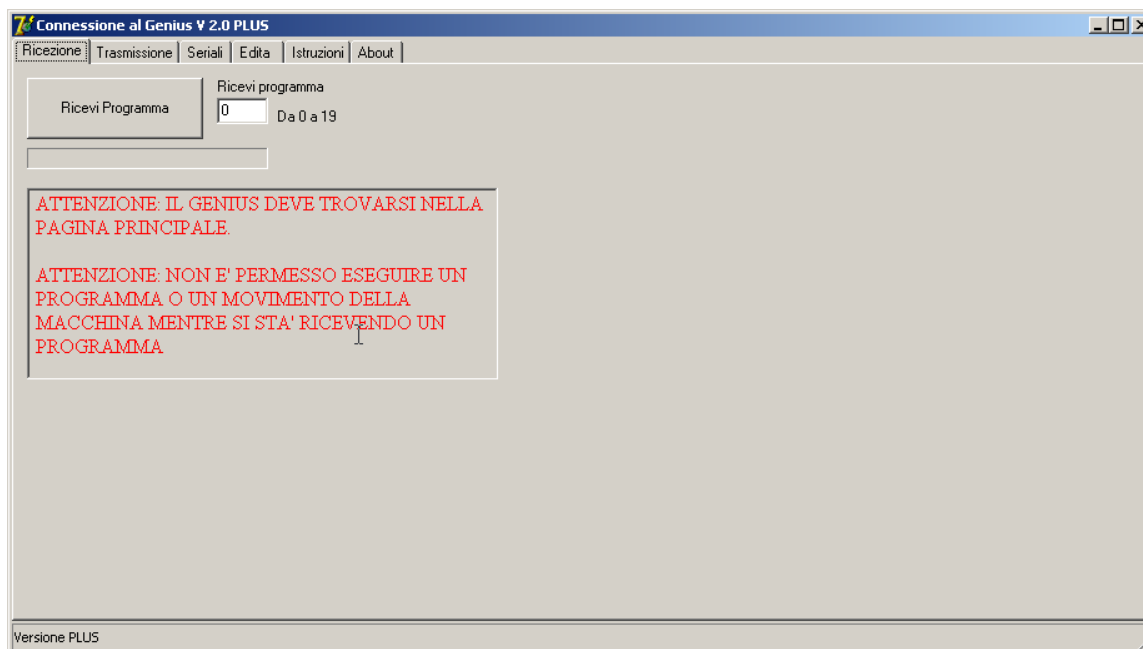 Connessione al Genius V 2.0 PLUS
Ricezione Trasmissione Seriali Edita Istruzioni About
Ricevi programma
Ricevi Programma 0 Da 0 a 19
ATTENZIONE: IL GENIUS DEVE TROVARSI NELLA
PAGINA PRINCIPALE.
ATTENZIONE: NON E' PERMESSO ESEGUIRE UN
PROGRAMMA O UN MOVIMENTO DELLA
MACCHINA MENTRE SI STA' RICEVENDO UN
PROGRAMMA
Versione PLUS